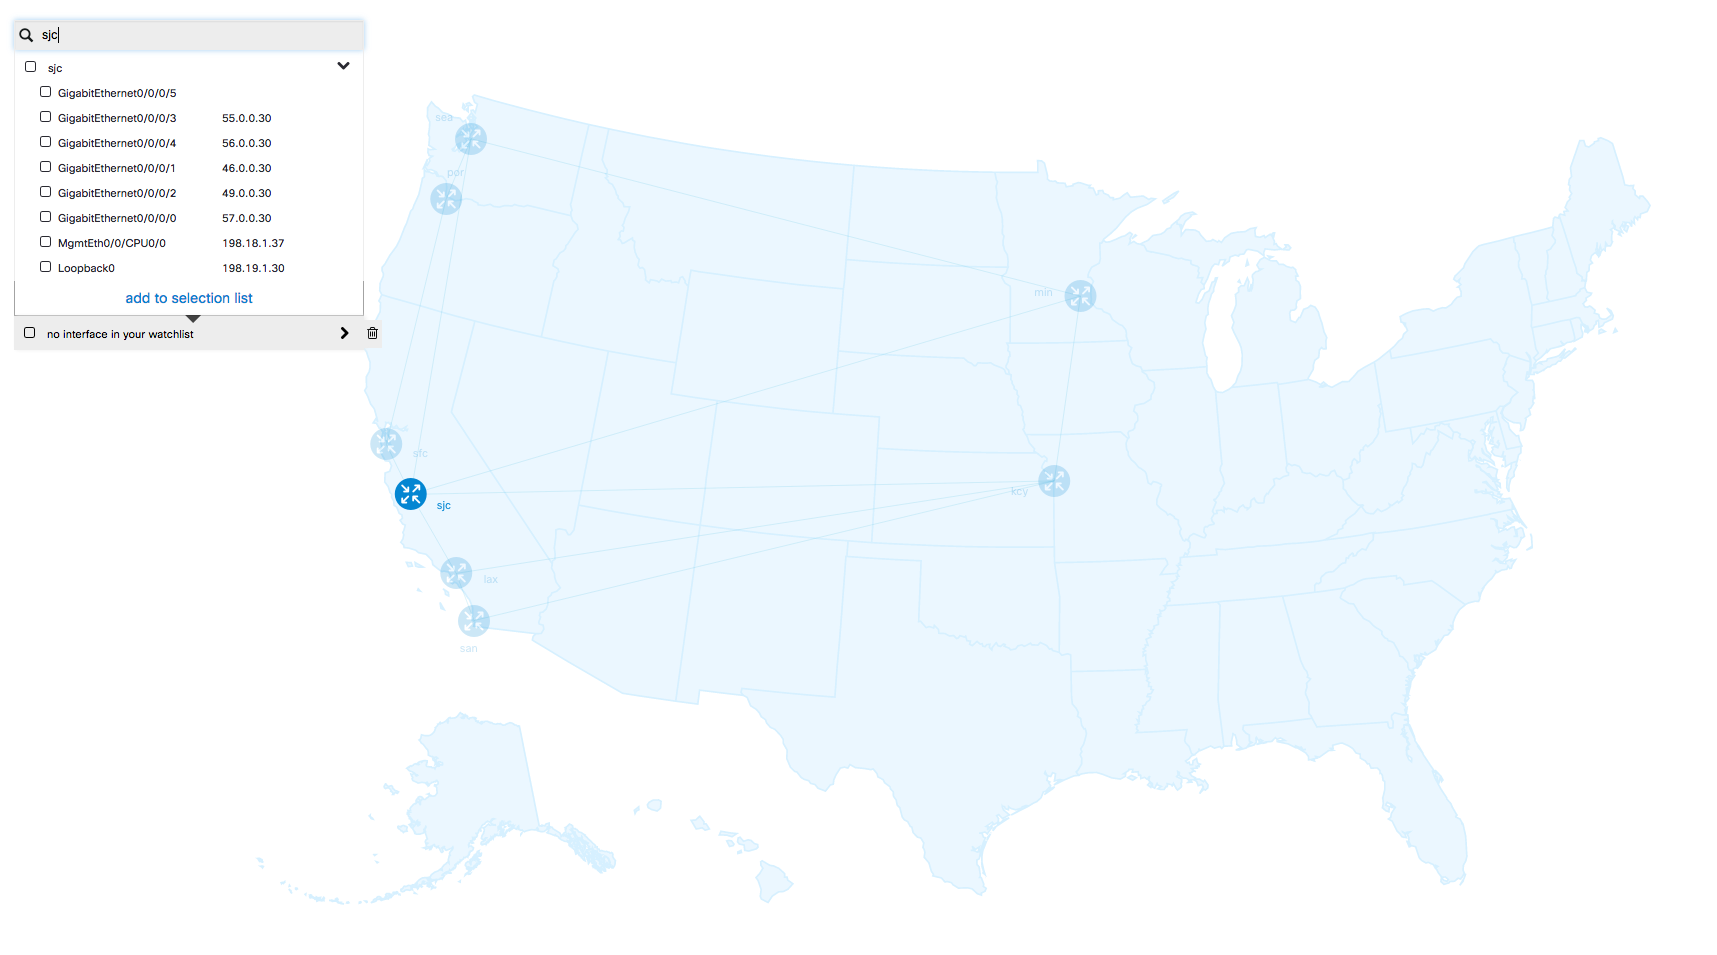 sjc
sjc
GigabitEthernet0/0/0/5
GigabitEthernet0/0/0/3 55.0.0.30
GigabitEthernet0/0/0/4 56.0.0.30
GigabitEthernet0/0/0/1 46.0.0.30
GigabitEthernet0/0/0/2 49.0.0.30
GigabitEthernet0/0/0/0 57.0.0.30
MgmtEth0/0/CPU0/0 198.18.1.37
Loopback0 198.19.1.30
add to selection list
no interface in your watchlist
sea
por
min
sfc
kcy
sjc
lax
san